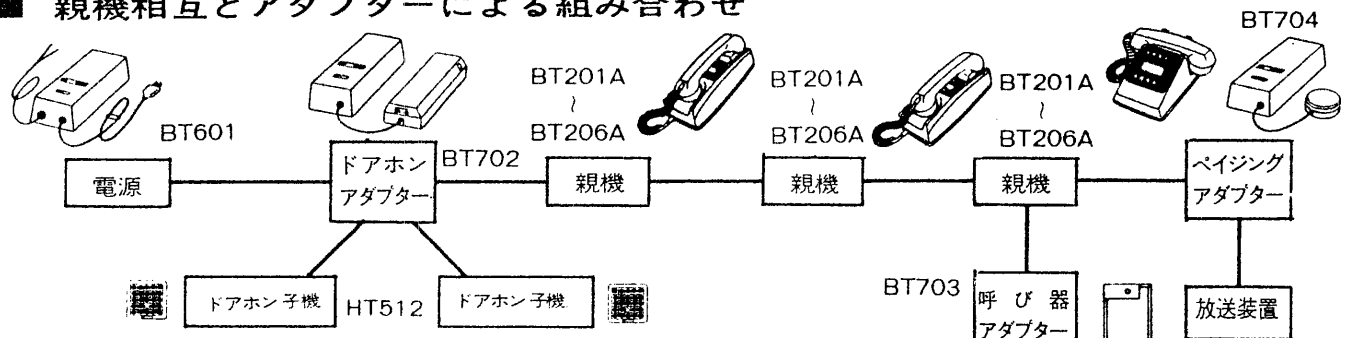 ■ 親機相互とアダプターによる組み合わせ
BT704
BT201A
〜
BT206A
BT201A
〜
BT206A
BT201A
〜
BT206A
BT601
電源
ドアホン
アダプター
BT702
親機
親機
親機
ペイジング
アダプター
ドアホン子機
HT512
ドアホン子機
BT703
呼び器
アダプター
放送装置